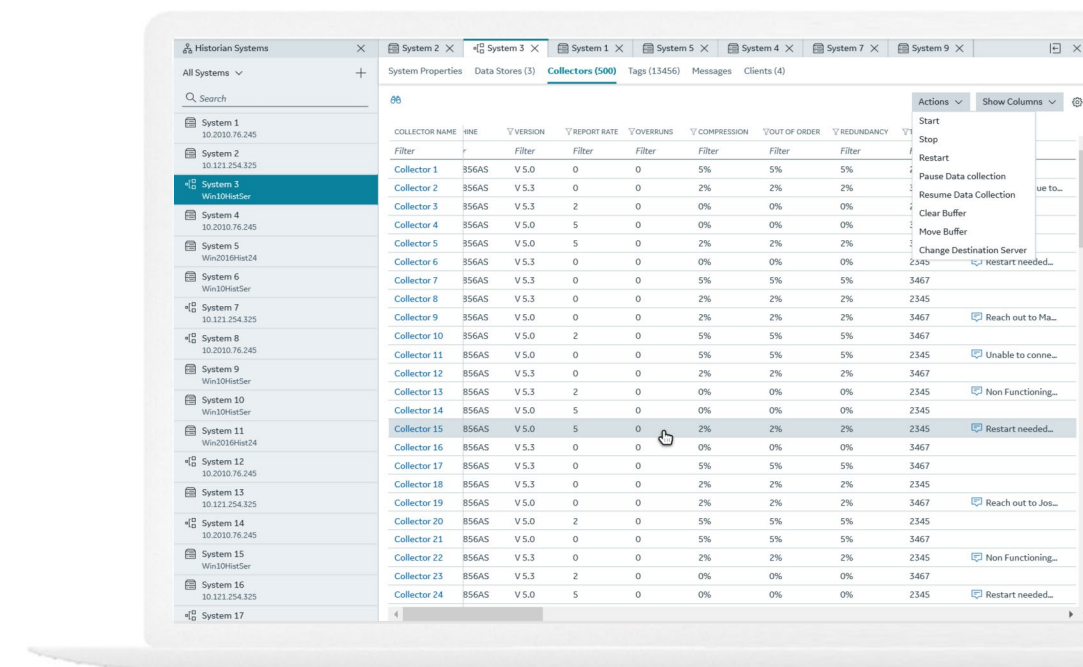 Historian Systems
System 2 System 3 System 1 System 5 System 4 System 7 System 9
All Systems
System Properties Data Stores (3) Collectors (500) Tags (13456) Messages Clients (4)
Search
Actions Show Columns
System 1
10.2010.76.245
System 2
10.121.254.325
System 3
Win10HistSer
System 4
10.2010.76.245
System 5
Win2016Hist24
System 6
Win10HistSer
System 7
10.121.254.325
System 8
10.2010.76.245
System 9
Win10HistSer
System 10
Win10HistSer
System 11
Win2016Hist24
System 12
10.2010.76.245
System 13
10.121.254.325
System 14
10.2010.76.245
System 15
Win10HistSer
System 16
10.121.254.325
System 17
Start
Stop
Restart
Pause Data collection
Resume Data Collection
Clear Buffer
Move Buffer
Change Destination Server
COLLECTOR NAME HINE VERSION REPORT RATE OVERRUNS COMPRESSION OUT OF ORDER REDUNDANCY
Filter r Filter Filter Filter Filter Filter Filter
Collector 1 856AS V 5.0 0 0 5% 5% 5%
Collector 2 856AS V 5.3 0 0 2% 2% 2% ue to...
Collector 3 856AS V 5.3 2 0 0% 0% 0%
Collector 4 856AS V 5.0 5 0 0% 0% 0%
Collector 5 856AS V 5.0 5 0 2% 2% 2%
Collector 6 856AS V 5.3 0 0 0% 0% 0% 2345 Restart needed...
Collector 7 856AS V 5.3 0 0 5% 5% 5% 3467
Collector 8 856AS V 5.3 0 0 2% 2% 2% 2345
Collector 9 856AS V 5.0 0 0 2% 2% 2% 3467 Reach out to Ma...
Collector 10 856AS V 5.3 2 0 5% 5% 5% 3467
Collector 11 856AS V 5.0 0 0 5% 5% 5% 2345 Unable to conne...
Collector 12 856AS V 5.3 0 0 2% 2% 2% 3467
Collector 13 856AS V 5.3 2 0 0% 0% 0% 2345 Non Functioning...
Collector 14 856AS V 5.0 5 0 0% 0% 0% 2345
Collector 15 856AS V 5.0 5 0 2% 2% 2% 2345 Restart needed...
Collector 16 856AS V 5.3 0 0 0% 0% 0% 3467
Collector 17 856AS V 5.3 0 0 5% 5% 5% 3467
Collector 18 856AS V 5.3 0 0 2% 2% 2% 2345
Collector 19 856AS V 5.0 0 0 2% 2% 2% 3467 Reach out to Jos...
Collector 20 856AS V 5.0 2 0 5% 5% 5% 2345
Collector 21 856AS V 5.0 0 0 5% 5% 5% 3467
Collector 22 856AS V 5.3 0 0 2% 2% 2% 2345 Non Functioning...
Collector 23 856AS V 5.3 2 0 0% 0% 0% 3467
Collector 24 856AS V 5.0 5 0 0% 0% 0% 2345 Restart needed...